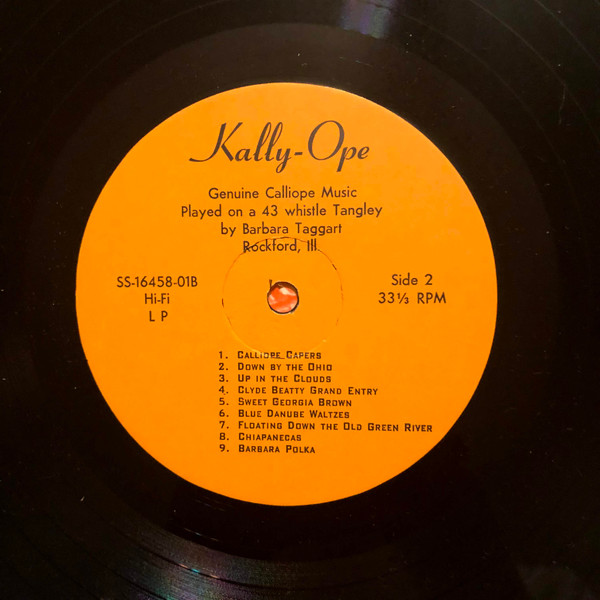 Kally-Ope
Genuine Calliope Music
Played on a 43 whistle Tangley
by Barbara Taggart
Rockford, Ill.
SS-16458-01B
Hi-Fi
L P
Side 2
33⅓ RPM
1. CALLIOPE CAPERS
2. DOWN BY THE OHIO
3. UP IN THE CLOUDS
4. CLYDE BEATTY GRAND ENTRY
5. SWEET GEORGIA BROWN
6. BLUE DANUBE WALTZES
7. FLOATING DOWN THE OLD GREEN RIVER
8. CHIAPANECAS
9. BARBARA POLKA